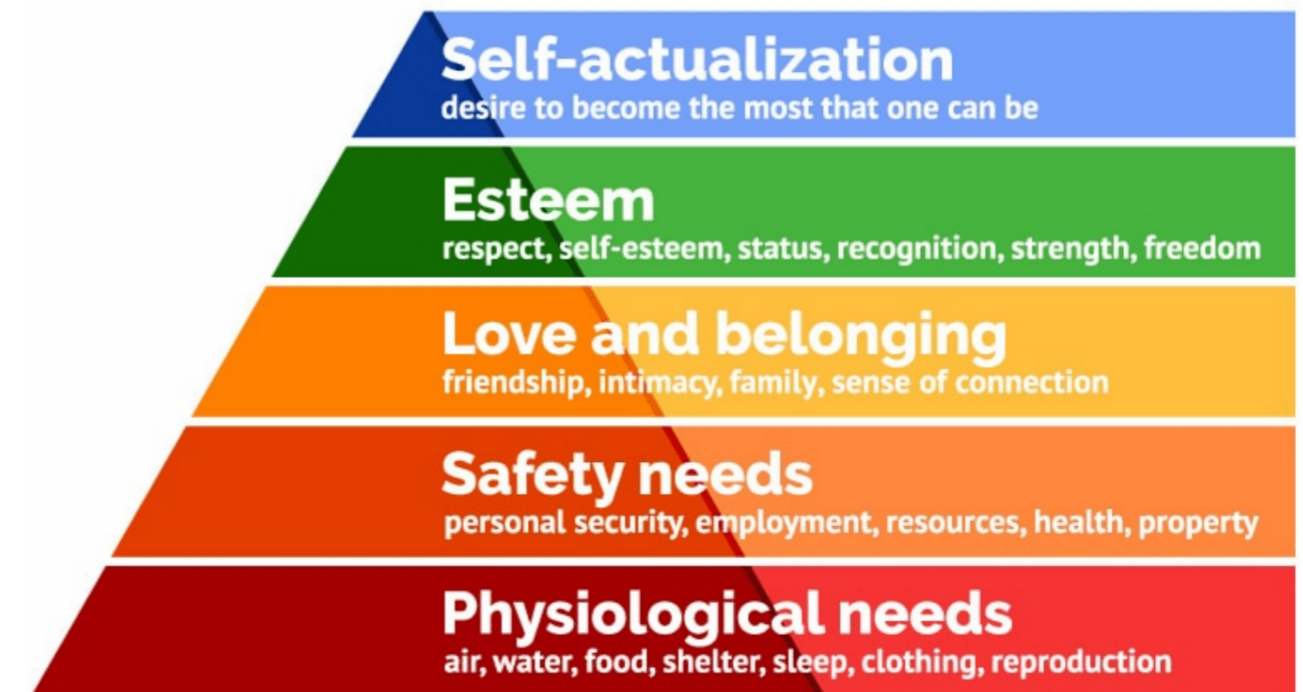 Self-actualization
desire to become the most that one can be
Esteem
respect, self-esteem, status, recognition, strength, freedom
Love and belonging
friendship, intimacy, family, sense of connection
Safety needs
personal security, employment, resources, health, property
Physiological needs
air, water, food, shelter, sleep, clothing, reproduction